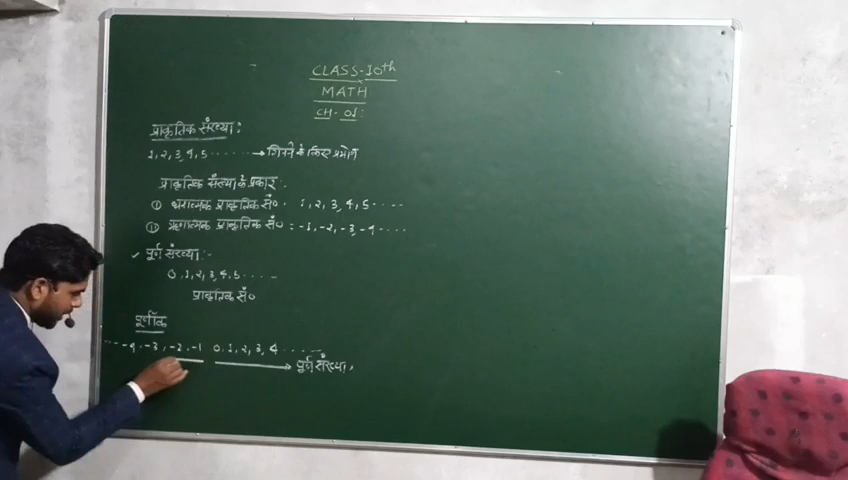 CLASS-10th
MATH
CH-01:
प्राकृतिक संख्या:
1, 2, 3, 4, 5 ...... → गिनने के लिए प्रयोग
प्राकृतिक संख्या के प्रकार:-
(i) धनात्मक प्राकृतिक सं० - 1, 2, 3, 4, 5 ....
(ii) ऋणात्मक प्राकृतिक सं० = -1, -2, -3, -4 ....
✓ पूर्ण संख्या:-
0, 1, 2, 3, 4, 5 ......
प्राकृतिक सं०
पूर्णांक
... -4, -3, -2, -1 0, 1, 2, 3, 4 ......
→ पूर्ण संख्या,